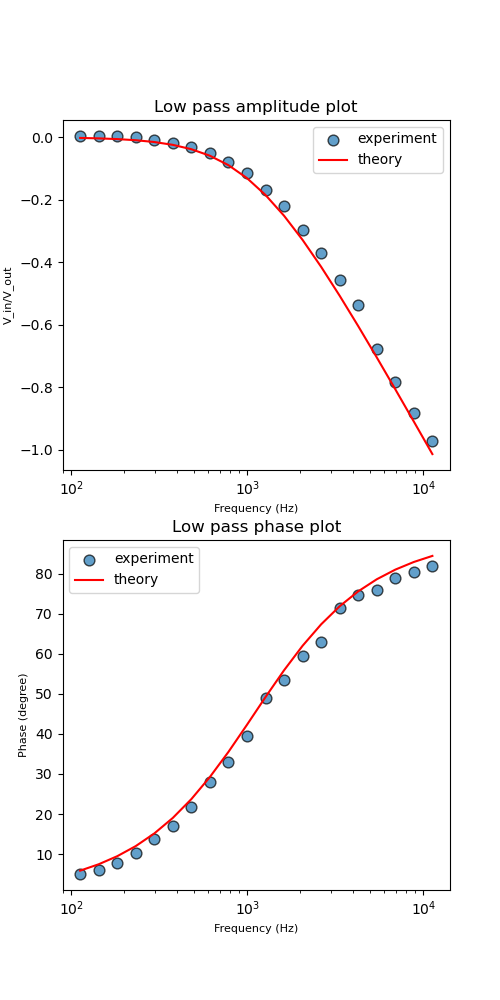 Low pass amplitude plot
experiment
theory
0.0
−0.2
−0.4
−0.6
−0.8
−1.0
V_in/V_out
10²
10³
10⁴
Frequency (Hz)
Low pass phase plot
experiment
theory
80
70
60
50
40
30
20
10
Phase (degree)
10²
10³
10⁴
Frequency (Hz)